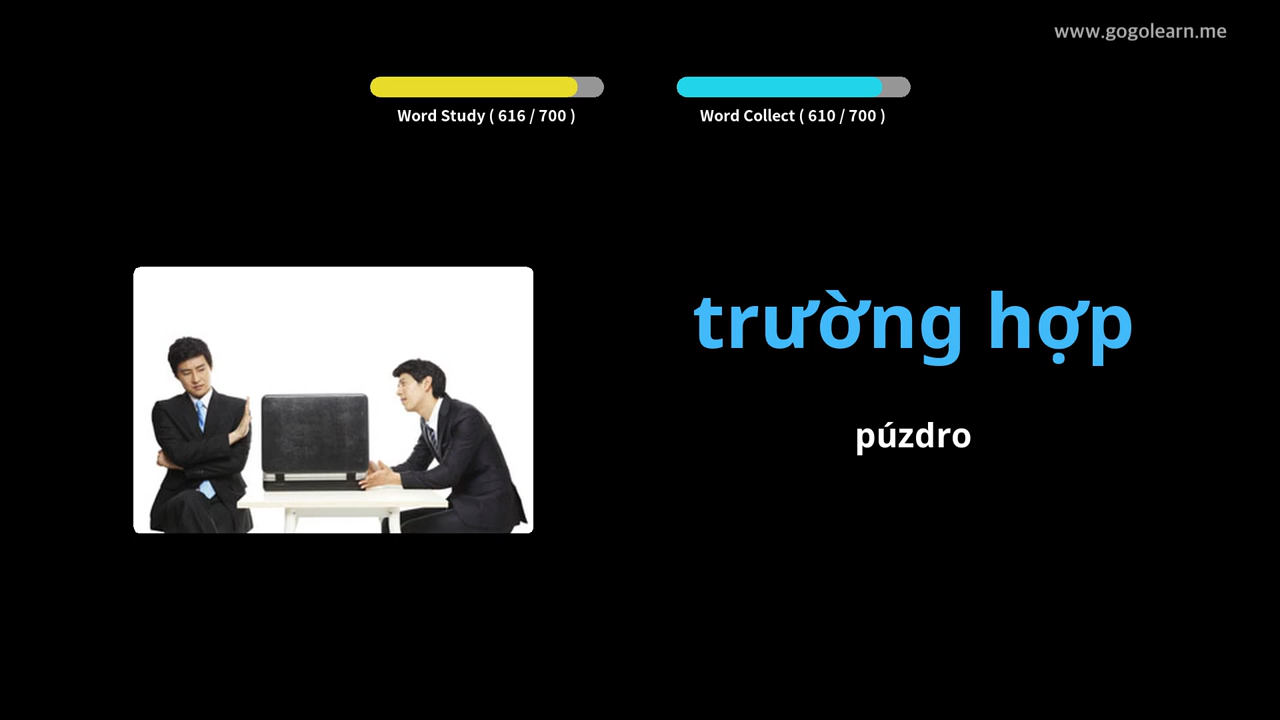 www.gogolearn.me
Word Study ( 616 / 700 )
Word Collect ( 610 / 700 )
trường hợp
púzdro